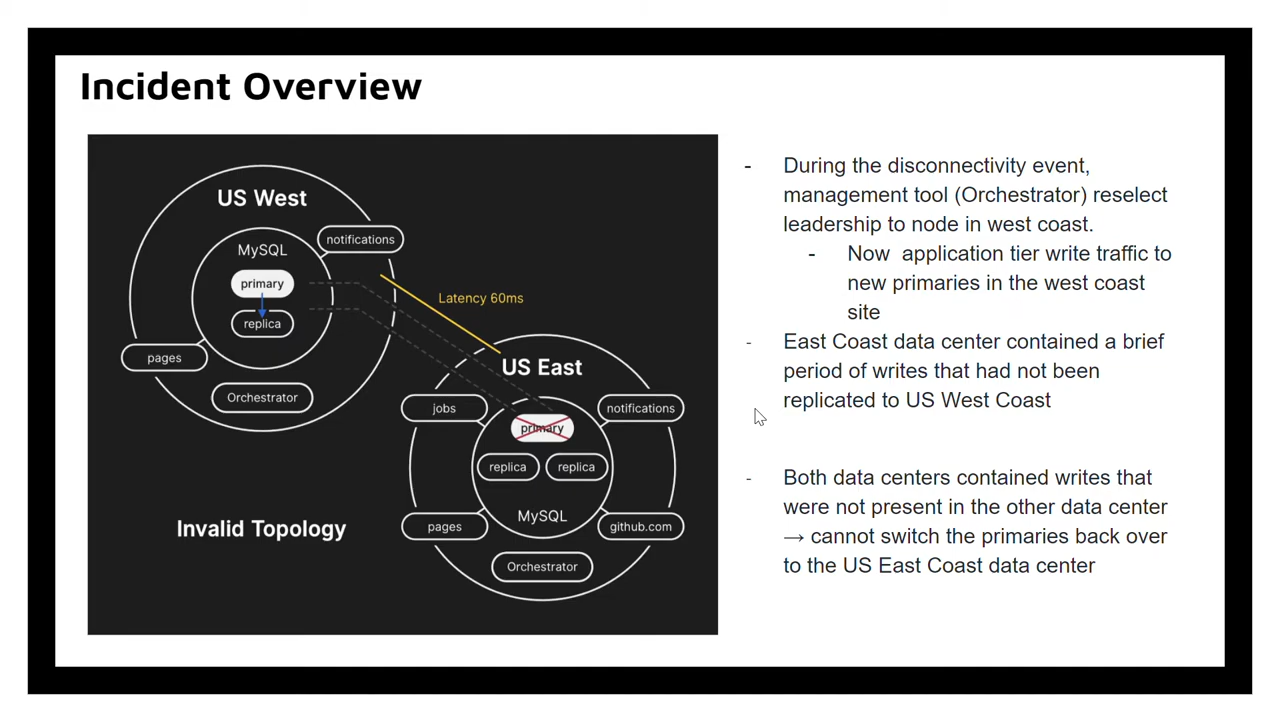 Incident Overview
US West
MySQL
notifications
primary
replica
pages
Orchestrator
Latency 60ms
US East
jobs
notifications
primary
replica replica
MySQL
pages
github.com
Orchestrator
Invalid Topology
- During the disconnectivity event,
management tool (Orchestrator) reselect
leadership to node in west coast.
- Now application tier write traffic to
new primaries in the west coast
site
- East Coast data center contained a brief
period of writes that had not been
replicated to US West Coast
- Both data centers contained writes that
were not present in the other data center
→ cannot switch the primaries back over
to the US East Coast data center